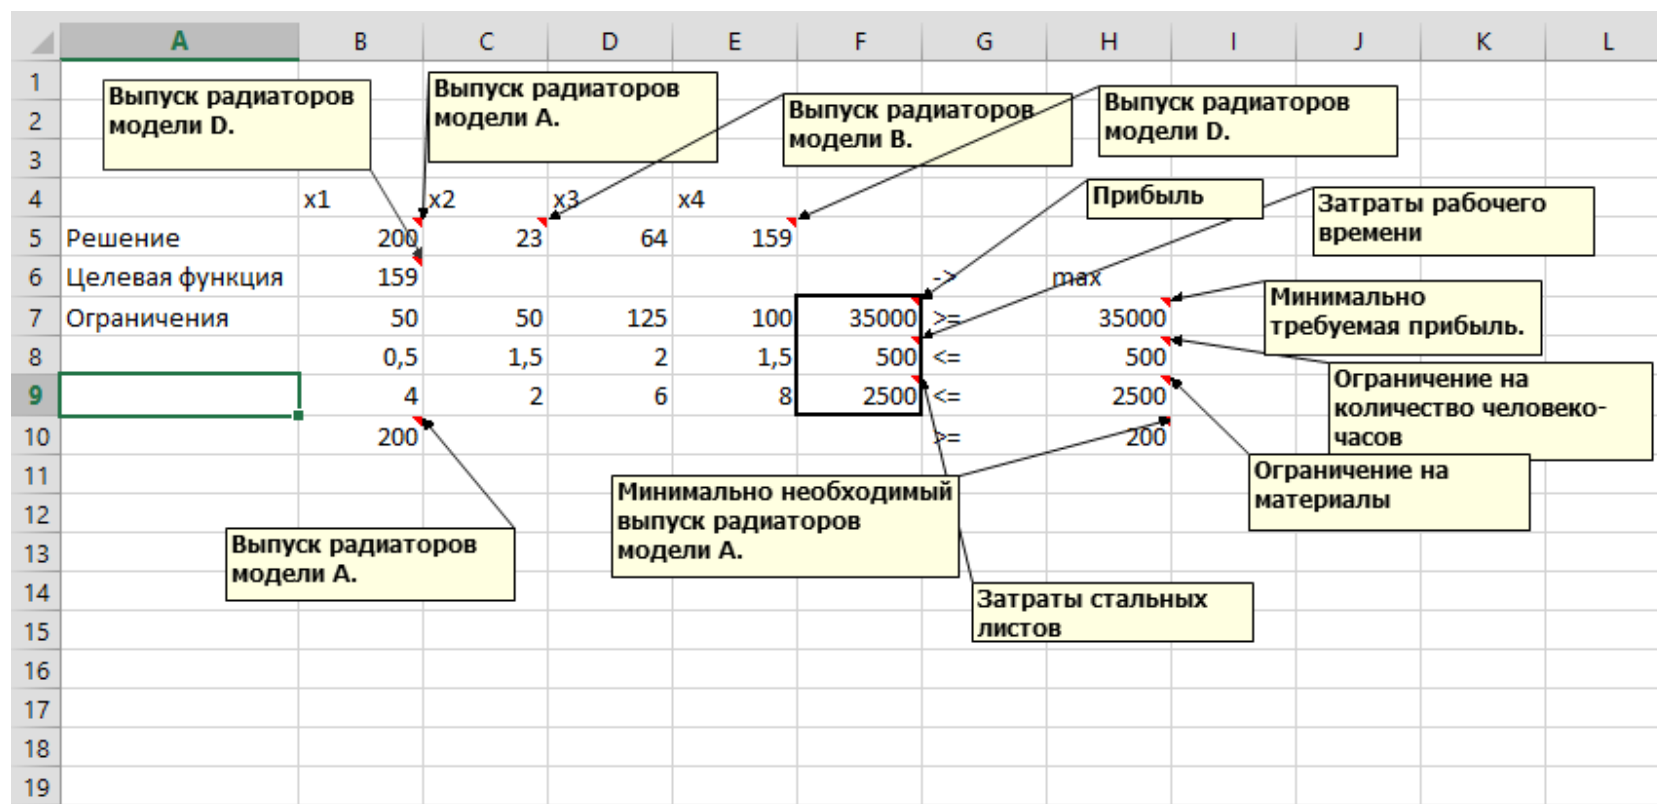 A B C D E F G H I J K L
1
Выпуск радиаторов
модели D.
Выпуск радиаторов
модели A.
Выпуск радиаторов
модели B.
Выпуск радиаторов
модели D.
2
3
4 x1 x2 x3 x4
Прибыль
Затраты рабочего
времени
5 Решение 200 23 64 159
6 Целевая функция 159 -> max
Минимально
требуемая прибыль.
7 Ограничения 50 50 125 100 35000 >= 35000
8 0,5 1,5 2 1,5 500 <= 500
Ограничение на
количество человеко-
часов
9 4 2 6 8 2500 <= 2500
10 200 >= 200
Ограничение на
материалы
11
Минимально необходимый
выпуск радиаторов
модели A.
12
Выпуск радиаторов
модели A.
13
14
Затраты стальных
листов
15
16
17
18
19